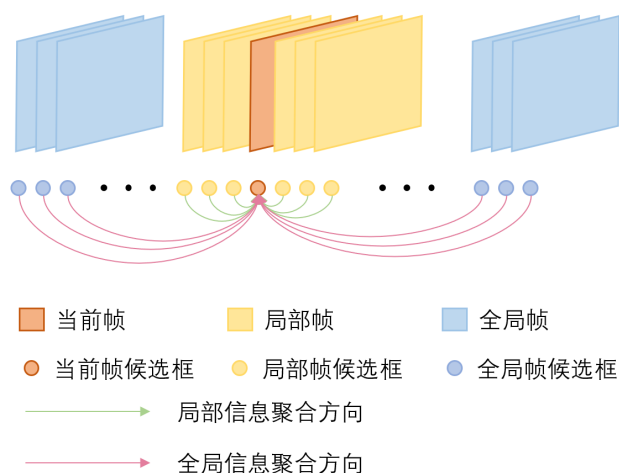 当前帧 局部帧 全局帧
当前帧候选框 局部帧候选框 全局帧候选框
局部信息聚合方向
全局信息聚合方向